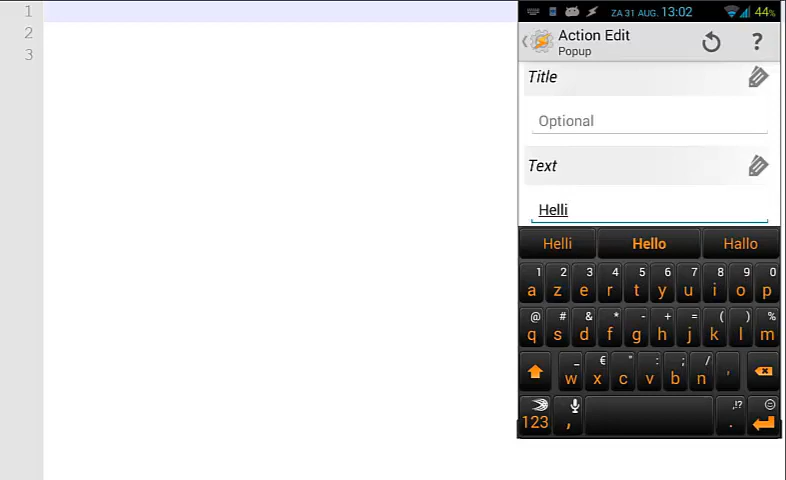 1
2
3
ZA 31 AUG. 13:02 44%
Action Edit
Popup
?
Title
Optional
Text
Helli
Helli Hello Hallo
1 2 3 4 5 6 7 8 9 0
a z e r t y u i o p
@ # & * - + = ( ) %
q s d f g h j k l m
_ € " : ; /
w x c v b n '
,!?
123 , .